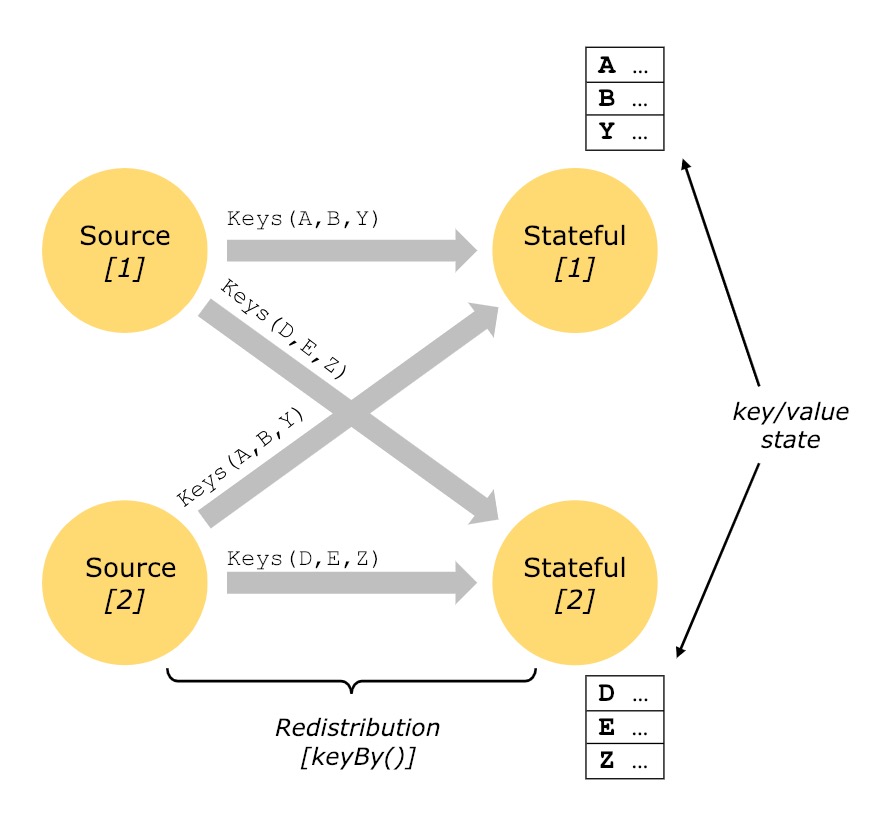 A …
B …
Y …
Source
[1]
Keys(A,B,Y)
Stateful
[1]
Keys(D,E,Z)
Keys(A,B,Y)
key/value
state
Source
[2]
Keys(D,E,Z)
Stateful
[2]
Redistribution
[keyBy()]
D …
E …
Z …